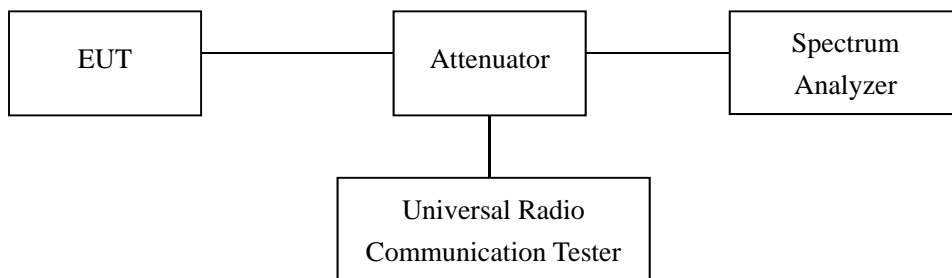 EUT
Attenuator
Spectrum
Analyzer
Universal Radio
Communication Tester